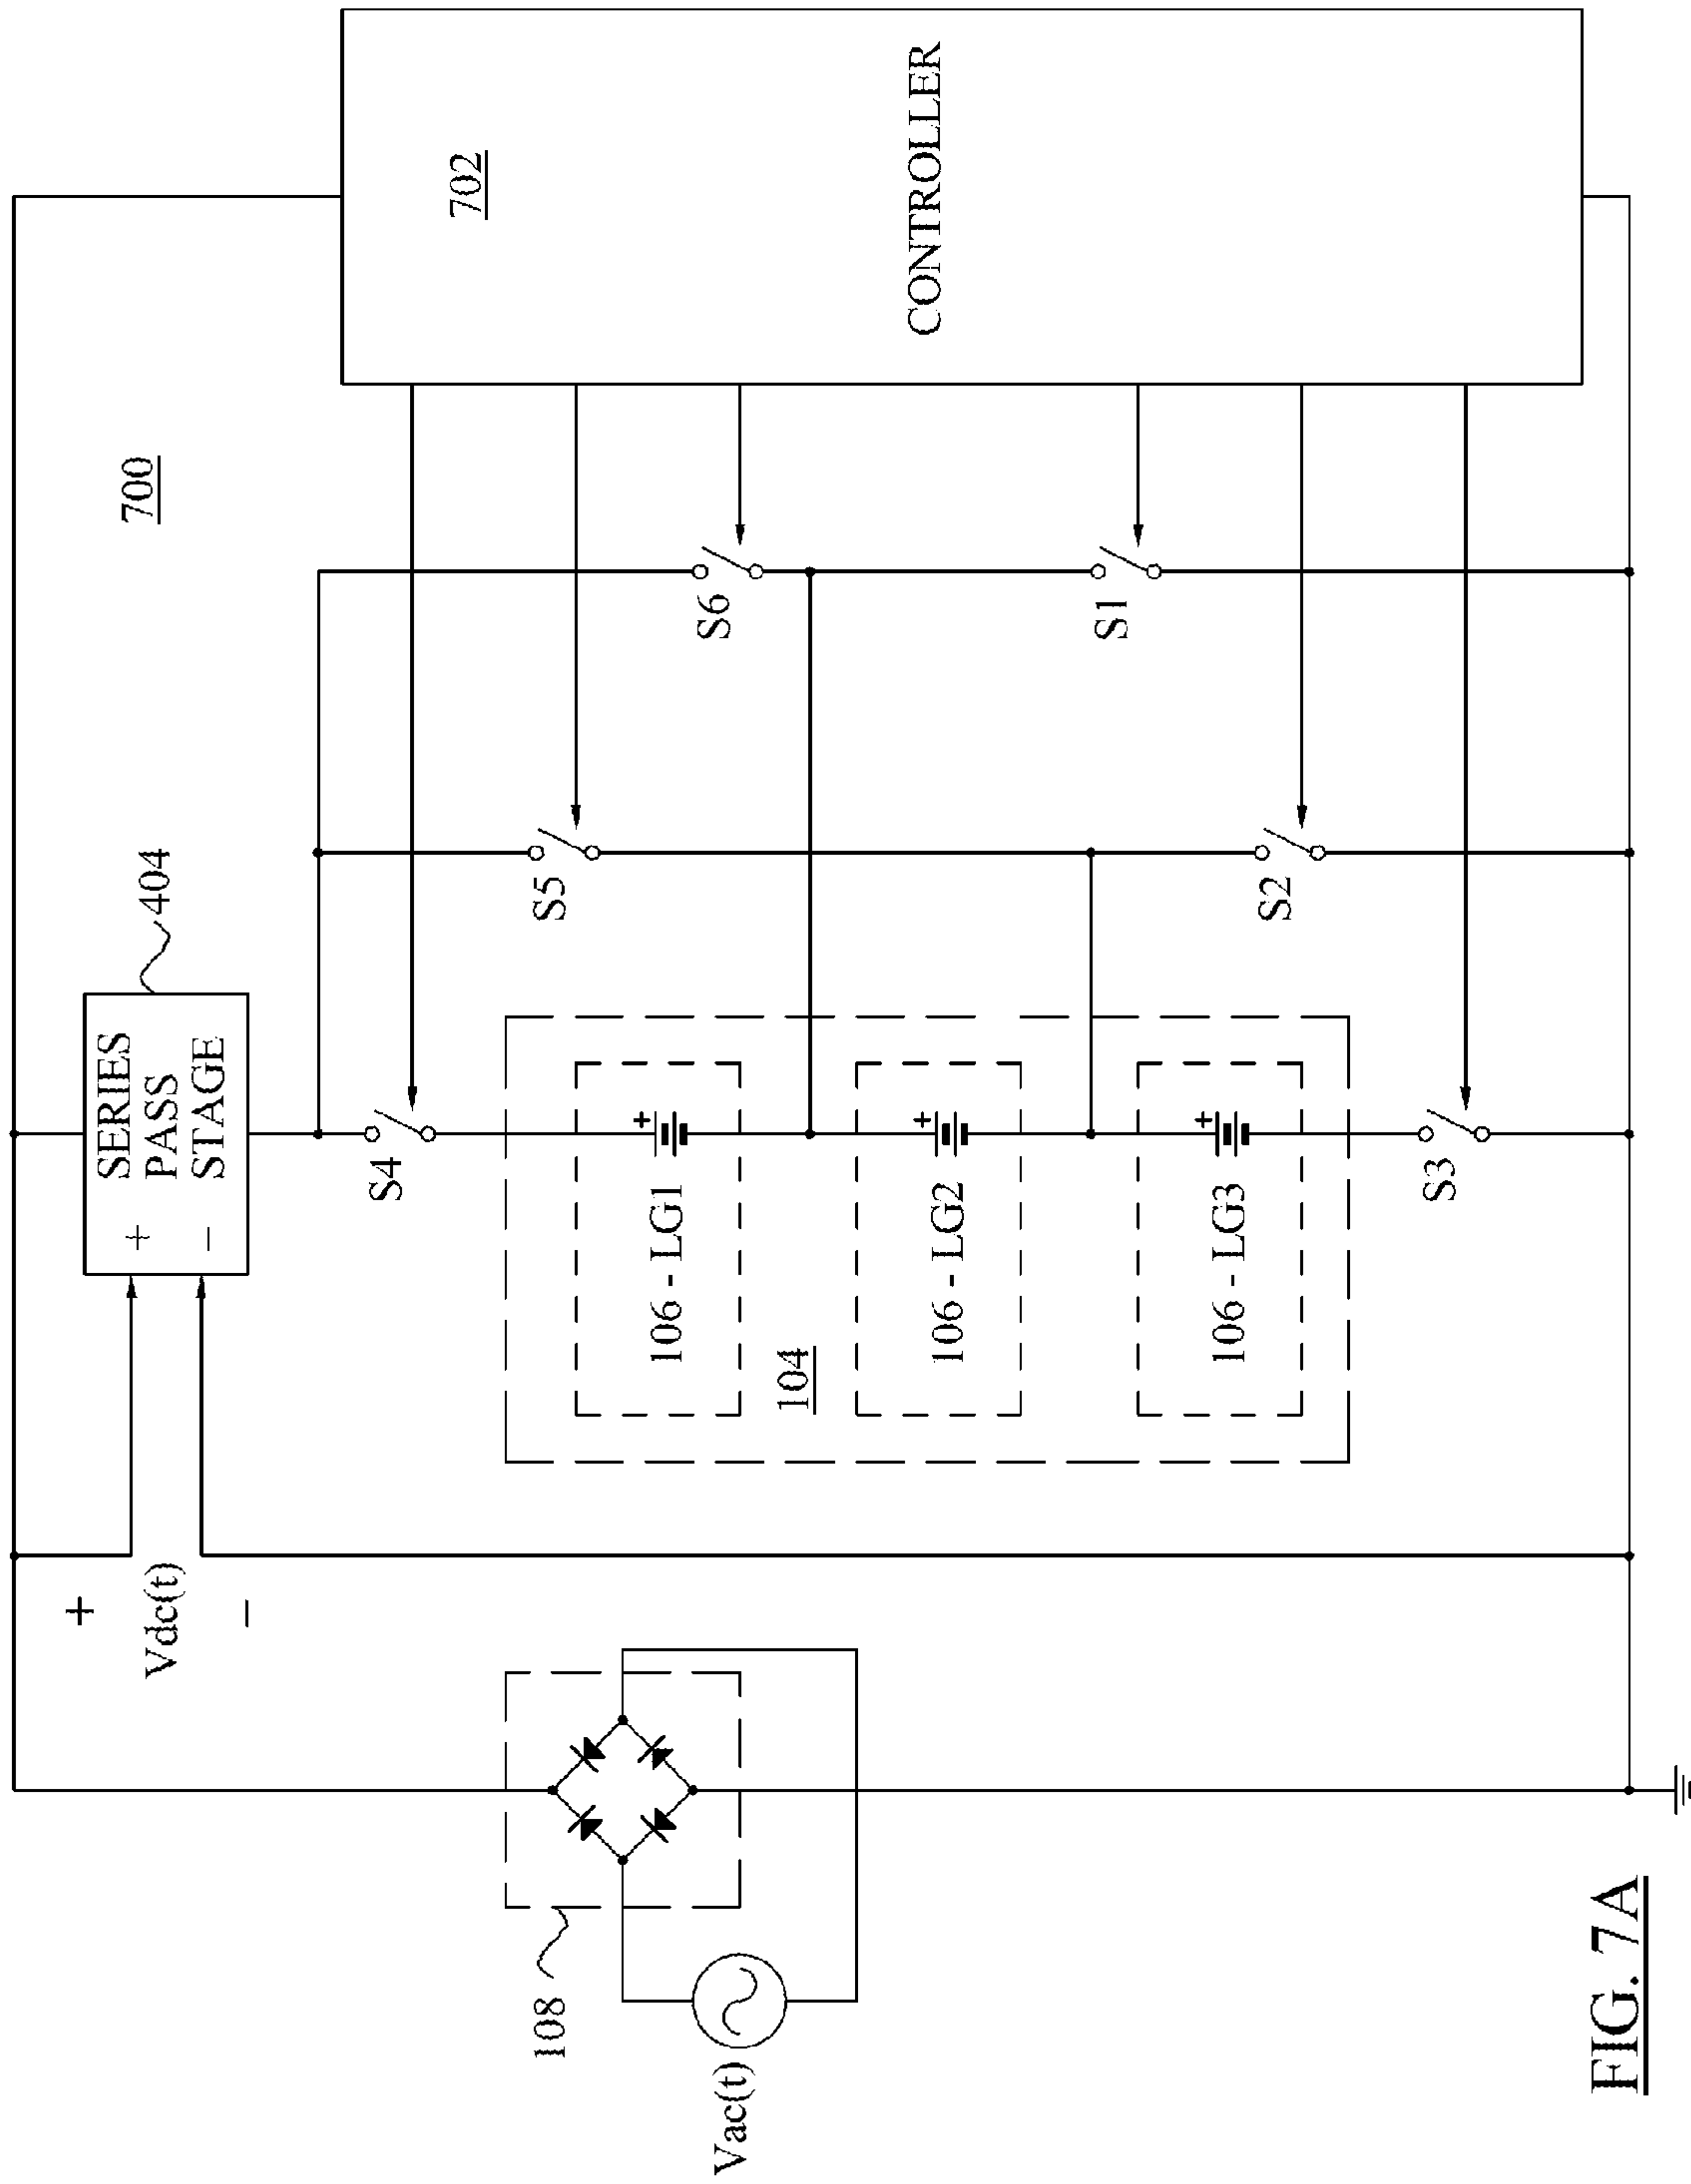 700
702
CONTROLLER
404
SERIES
PASS
STAGE
+
−
+
Vdc(t)
−
S4
S5
S6
S1
S2
S3
+
106 - LG1
+
106 - LG2
+
106 - LG3
104
108
Vac(t)
FIG. 7A